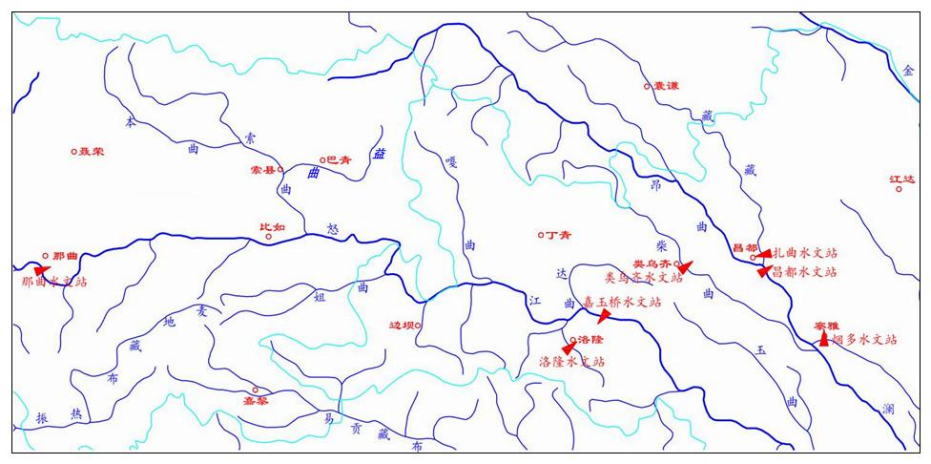 金
囊谦
藏
本
曲
索
聂荣
巴青
益
索县
曲
嘎
藏
昂
江达
曲
比如
怒
曲
丁青
柴
曲
昌都
扎曲水文站
那曲
那曲水文站
类乌齐
类乌齐水文站
昌都水文站
达
曲
曲
姐
曲
江
嘉玉桥水文站
麦
地
藏
布
边坝
洛隆
洛隆水文站
察雅
烟多水文站
玉
曲
嘉黎
振
热
易
贡
藏
布
澜